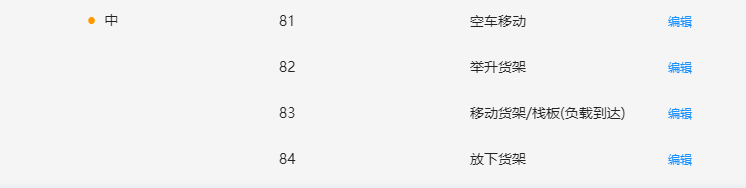 中 81 空车移动 编辑
82 举升货架 编辑
83 移动货架/栈板(负载到达) 编辑
84 放下货架 编辑